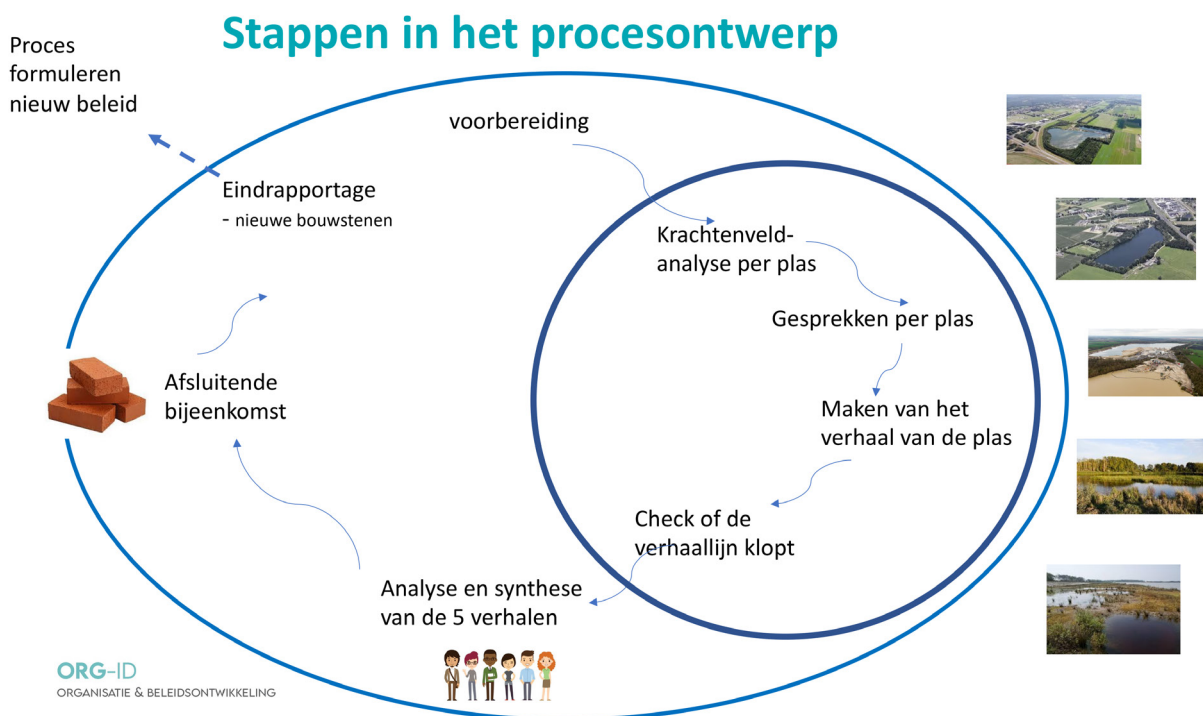 Stappen in het procesontwerp
Proces
formuleren
nieuw beleid
voorbereiding
Eindrapportage
- nieuwe bouwstenen
Krachtenveld-
analyse per plas
Gesprekken per plas
Afsluitende
bijeenkomst
Maken van het
verhaal van de plas
Check of de
verhaallijn klopt
Analyse en synthese
van de 5 verhalen
ORG-ID
ORGANISATIE & BELEIDSONTWIKKELING